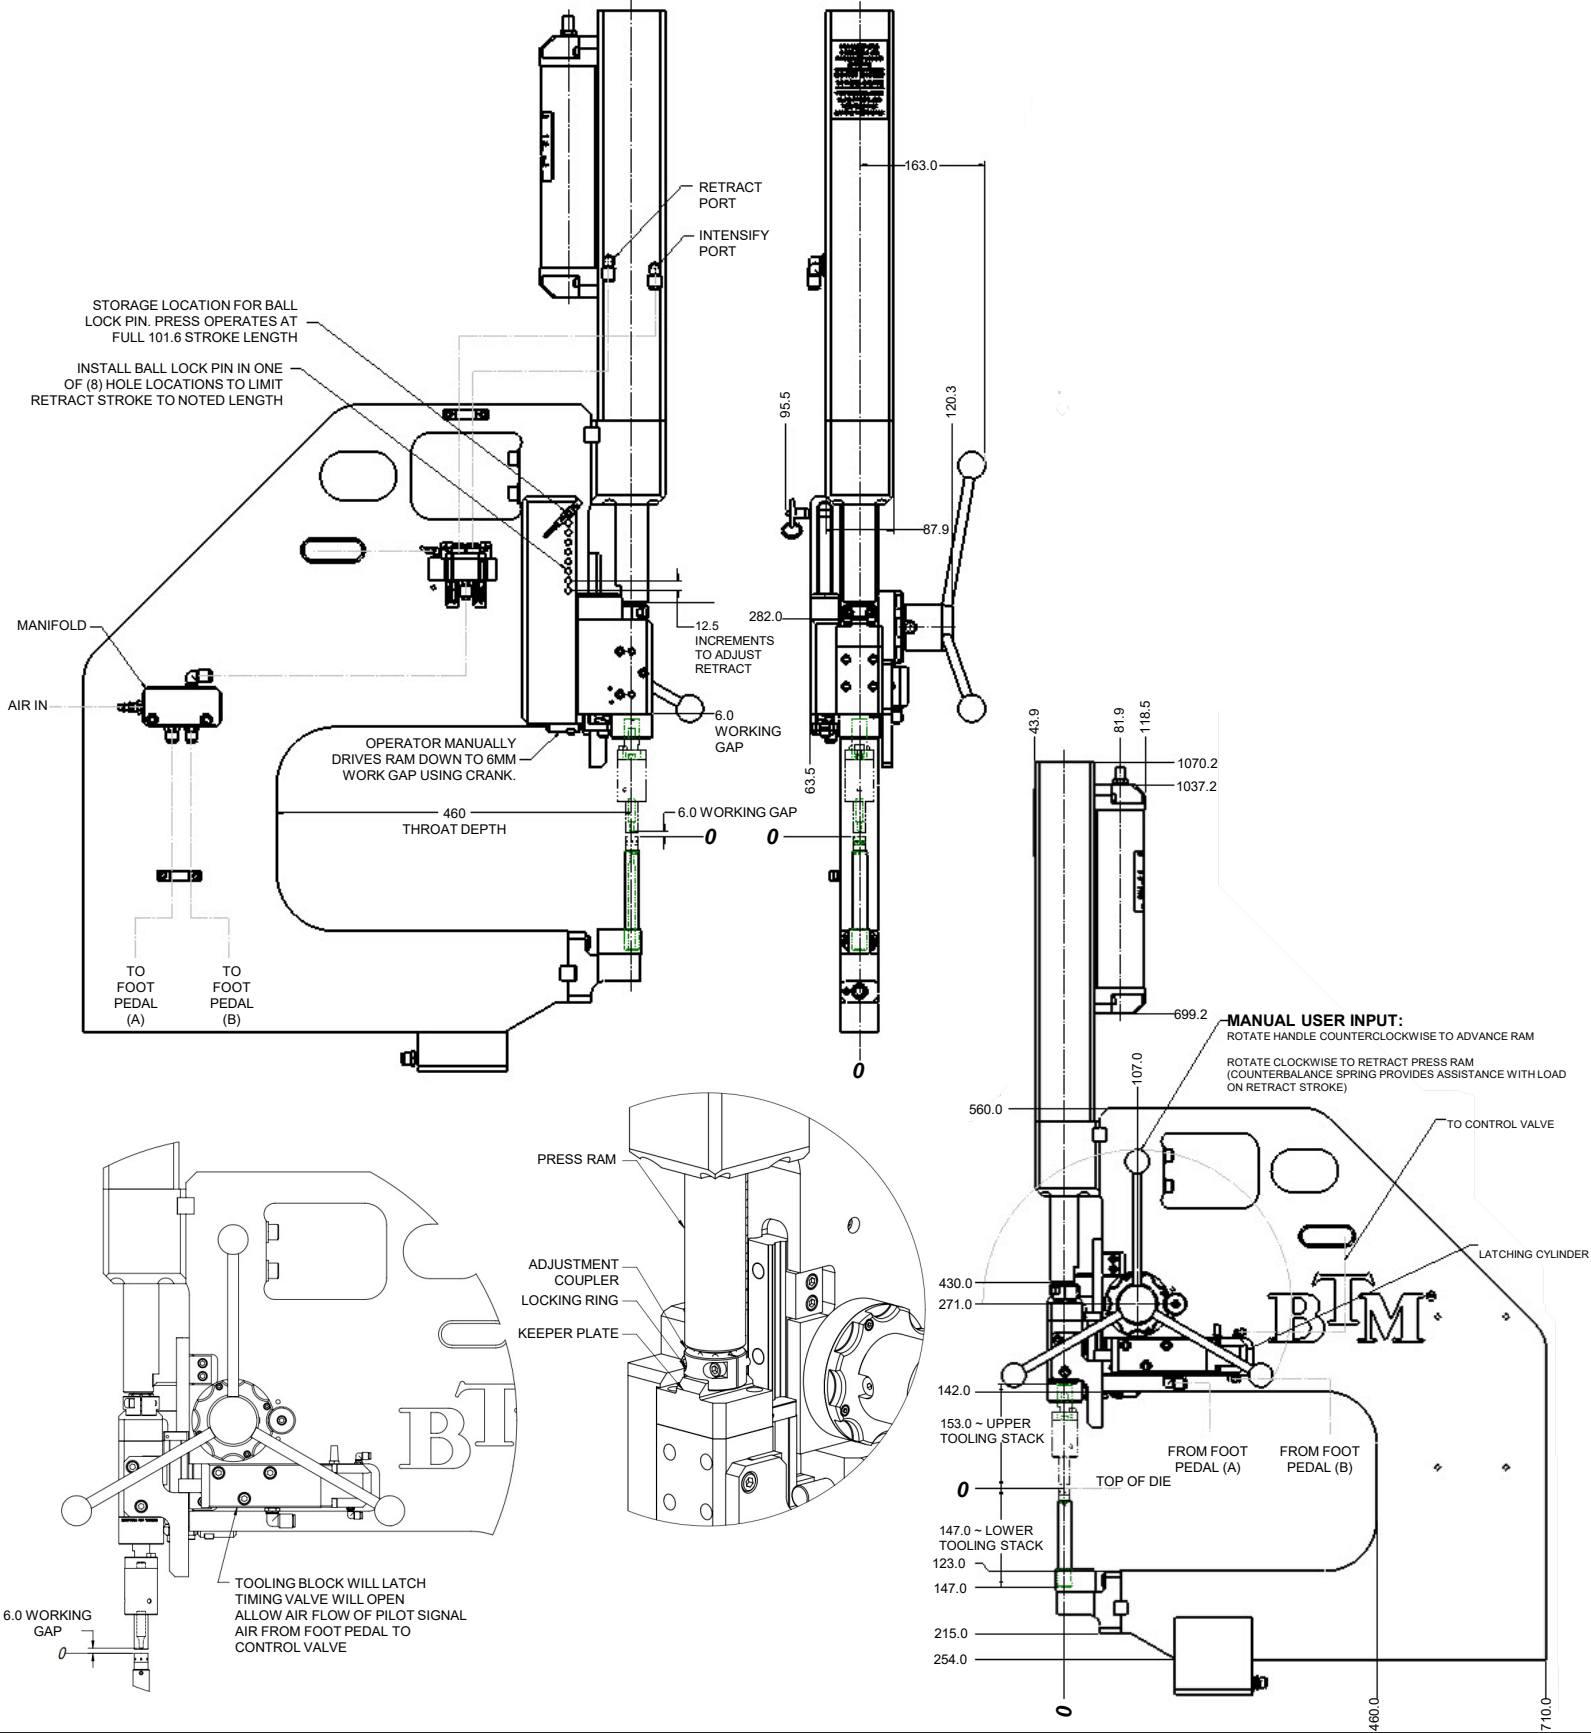 163.0
RETRACT
PORT
INTENSIFY
PORT
STORAGE LOCATION FOR BALL
LOCK PIN. PRESS OPERATES AT
FULL 101.6 STROKE LENGTH
INSTALL BALL LOCK PIN IN ONE
OF (8) HOLE LOCATIONS TO LIMIT
RETRACT STROKE TO NOTED LENGTH
95.5
120.3
87.9
MANIFOLD
282.0
12.5
INCREMENTS
TO ADJUST
RETRACT
AIR IN
6.0
WORKING
GAP
OPERATOR MANUALLY
DRIVES RAM DOWN TO 6MM
WORK GAP USING CRANK.
63.5
460
THROAT DEPTH
6.0 WORKING GAP
0
0
TO
FOOT
PEDAL
(A)
TO
FOOT
PEDAL
(B)
0
43.9
81.9
118.5
1070.2
1037.2
699.2
MANUAL USER INPUT:
ROTATE HANDLE COUNTERCLOCKWISE TO ADVANCE RAM
ROTATE CLOCKWISE TO RETRACT PRESS RAM
(COUNTERBALANCE SPRING PROVIDES ASSISTANCE WITH LOAD
ON RETRACT STROKE)
107.0
560.0
TO CONTROL VALVE
LATCHING CYLINDER
430.0
271.0
BTM®
142.0
153.0 ~ UPPER
TOOLING STACK
FROM FOOT
PEDAL (A)
FROM FOOT
PEDAL (B)
TOP OF DIE
0
147.0 ~ LOWER
TOOLING STACK
123.0
147.0
215.0
254.0
0
460.0
710.0
PRESS RAM
ADJUSTMENT
COUPLER
LOCKING RING
KEEPER PLATE
BT
TOOLING BLOCK WILL LATCH
TIMING VALVE WILL OPEN
ALLOW AIR FLOW OF PILOT SIGNAL
AIR FROM FOOT PEDAL TO
CONTROL VALVE
6.0 WORKING
GAP
0